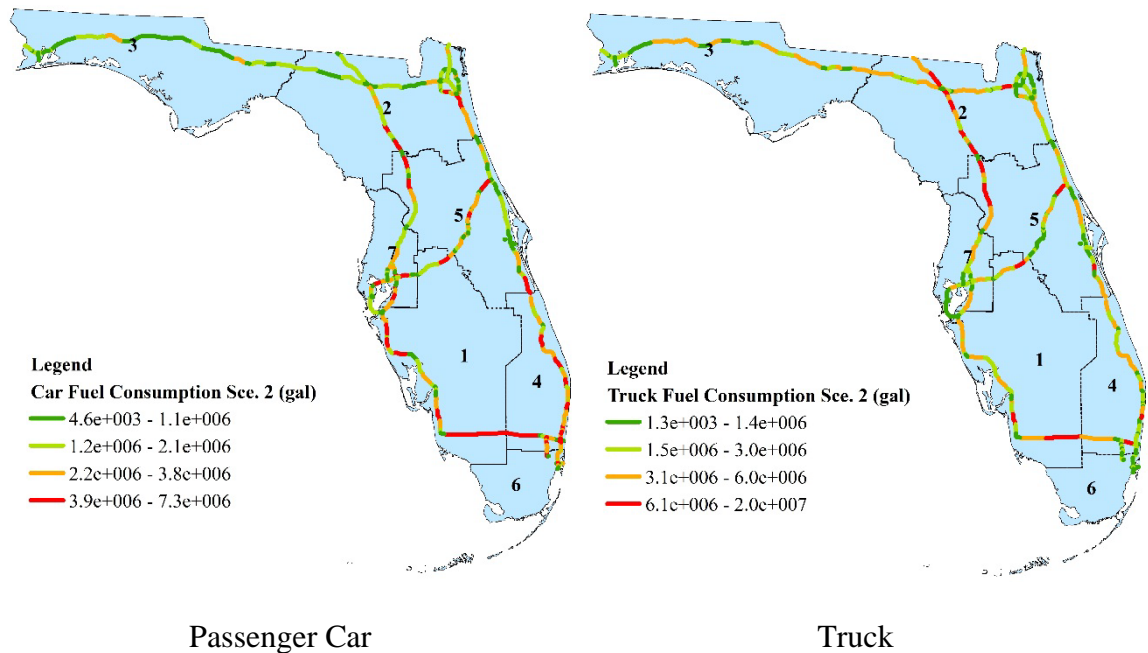 3
2
5
7
1
4
6
Legend
Car Fuel Consumption Sce. 2 (gal)
4.6e+003 - 1.1e+006
1.2e+006 - 2.1e+006
2.2e+006 - 3.8e+006
3.9e+006 - 7.3e+006
Passenger Car
3
2
5
7
1
4
6
Legend
Truck Fuel Consumption Sce. 2 (gal)
1.3e+003 - 1.4e+006
1.5e+006 - 3.0e+006
3.1e+006 - 6.0e+006
6.1e+006 - 2.0e+007
Truck